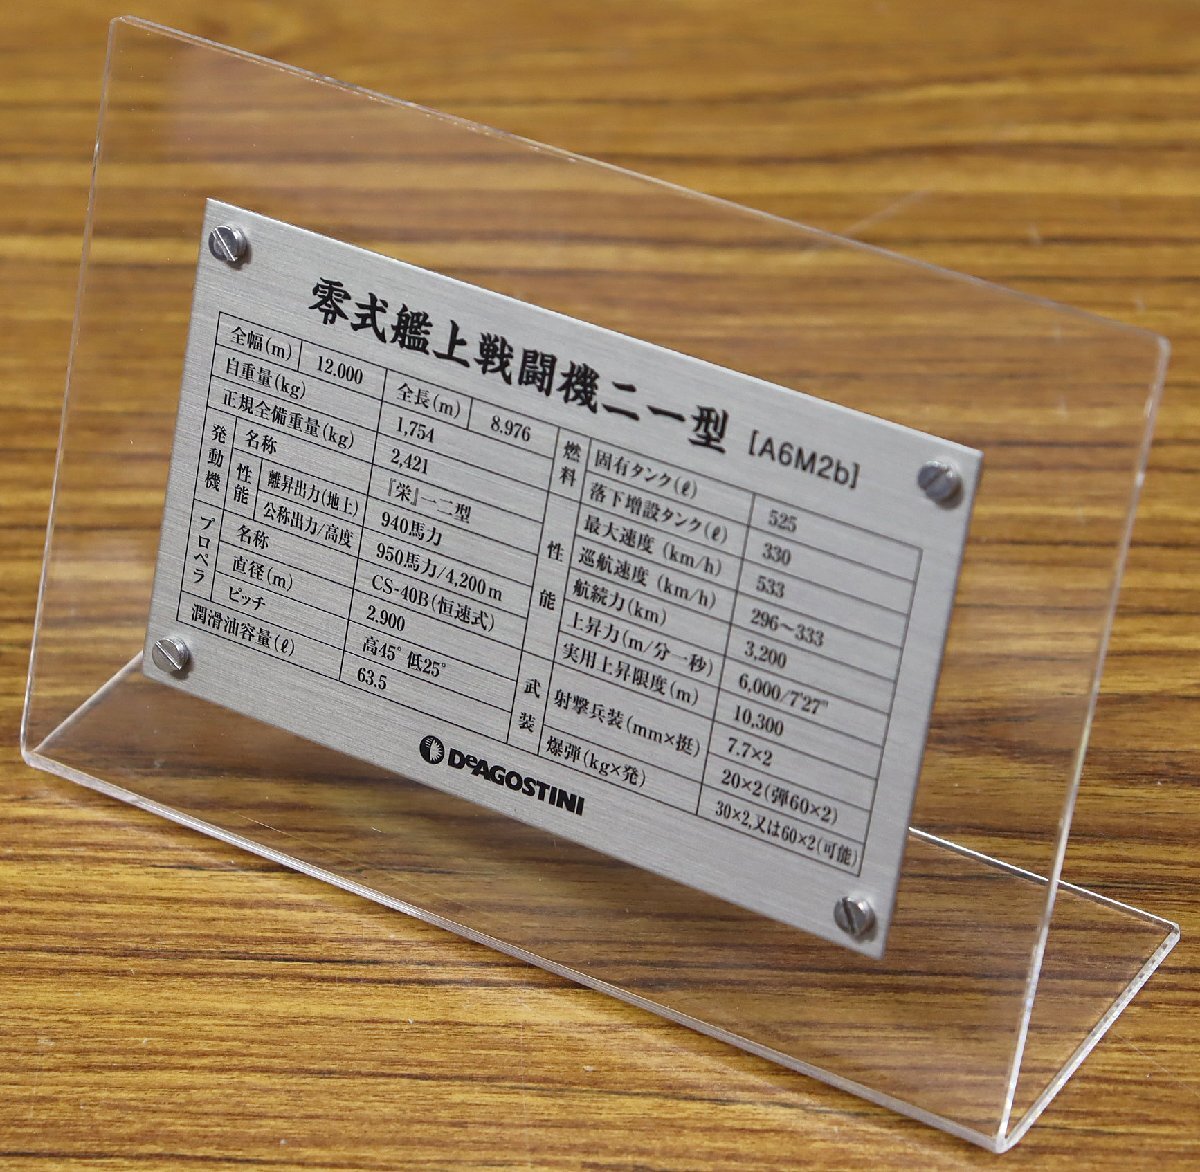 零式艦上戦闘機二一型 [A6M2b]
全幅(m) 12.000 全長(m) 8.976
自重量(kg) 1,754
正規全備重量(kg) 2,421
発動機 名称 『栄』一二型
性能 離昇出力(地上) 940馬力
公称出力/高度 950馬力/4,200m
プロペラ 名称 CS-40B(恒速式)
直径(m) 2.900
ピッチ 高45° 低25°
潤滑油容量(ℓ) 63.5
燃料 固有タンク(ℓ) 525
落下増設タンク(ℓ) 330
性能 最大速度(km/h) 533
巡航速度(km/h) 296〜333
航続力(km) 3,200
上昇力(m/分一秒) 6,000/7'27"
実用上昇限度(m) 10,300
武装 射撃兵装(mm×挺) 7.7×2
20×2(弾60×2)
爆弾(kg×発) 30×2,又は60×2(可能)
DeAGOSTINI